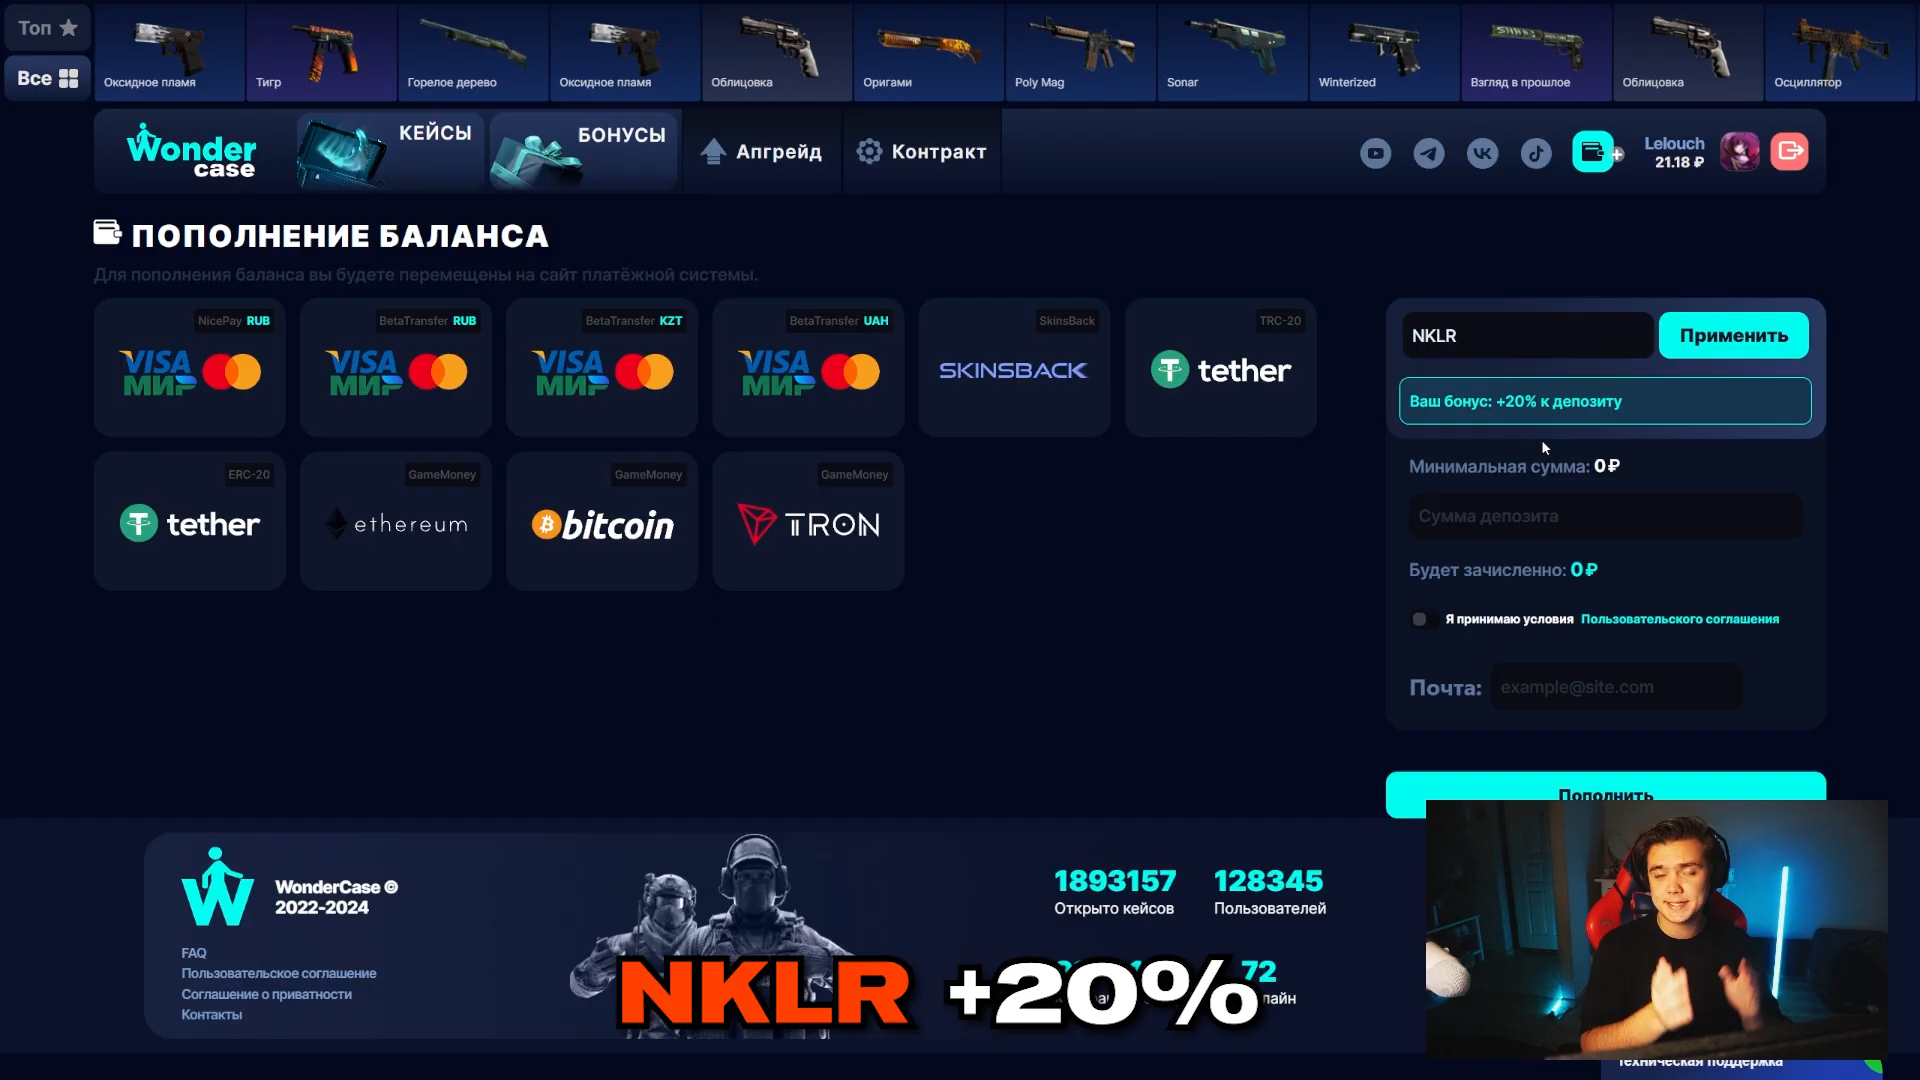 Топ
Все
Оксидное пламя
Тигр
Горелое дерево
Оксидное пламя
Облицовка
Оригами
Poly Mag
Sonar
Winterized
Взгляд в прошлое
Облицовка
Осциллятор
Wonder
case
КЕЙСЫ
БОНУСЫ
Апгрейд
Контракт
Lelouch
21.18 ₽
ПОПОЛНЕНИЕ БАЛАНСА
Для пополнения баланса вы будете перемещены на сайт платёжной системы.
NicePay RUB
VISA
МИР
BetaTransfer RUB
VISA
МИР
BetaTransfer KZT
VISA
МИР
BetaTransfer UAH
VISA
МИР
SkinsBack
SKINSBACK
TRC-20
tether
ERC-20
tether
GameMoney
ethereum
GameMoney
bitcoin
GameMoney
TRON
NKLR
Применить
Ваш бонус: +20% к депозиту
Минимальная сумма: 0₽
Сумма депозита
Будет зачисленно: 0₽
Я принимаю условия Пользовательского соглашения
Почта: example@site.com
Пополнить
WonderCase ©
2022-2024
FAQ
Пользовательское соглашение
Соглашение о приватности
Контакты
1893157
Открыто кейсов
128345
Пользователей
72
NKLR +20%
Техническая поддержка